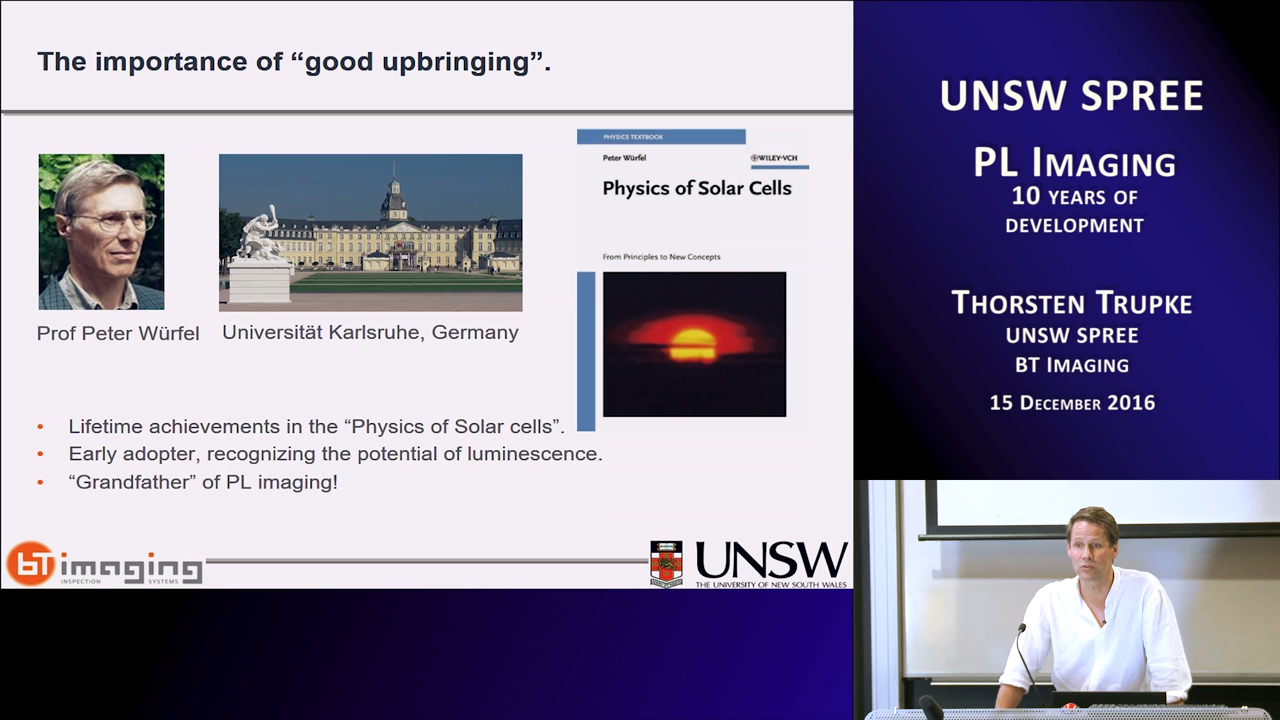 The importance of “good upbringing”.
PHYSICS TEXTBOOK
Peter Würfel
WILEY-VCH
Physics of Solar Cells
From Principles to New Concepts
Prof Peter Würfel
Universität Karlsruhe, Germany
• Lifetime achievements in the “Physics of Solar cells”.
• Early adopter, recognizing the potential of luminescence.
• “Grandfather” of PL imaging!
bT imaging
INSPECTION SYSTEMS
UNSW
THE UNIVERSITY OF NEW SOUTH WALES
UNSW SPREE
PL IMAGING
10 YEARS OF
DEVELOPMENT
THORSTEN TRUPKE
UNSW SPREE
BT IMAGING
15 DECEMBER 2016